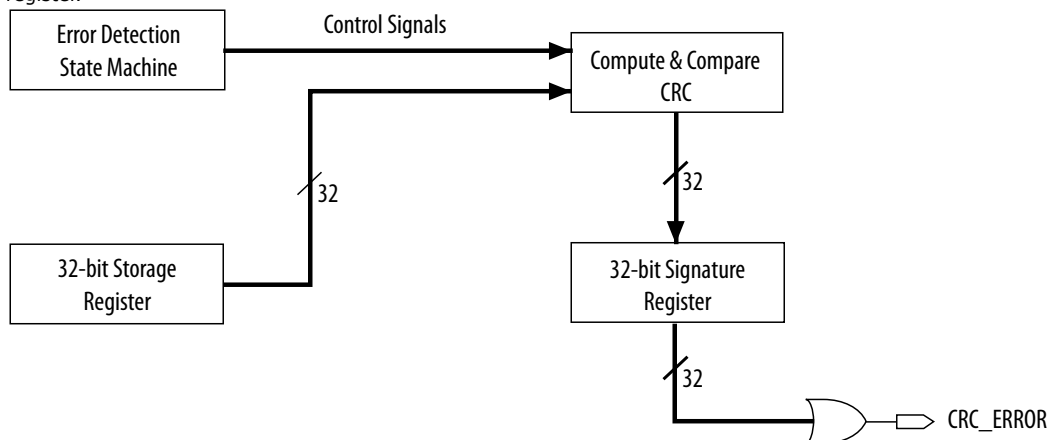 register.
Error Detection
State Machine
Control Signals
Compute & Compare
CRC
32
32
32-bit Storage
Register
32-bit Signature
Register
32
CRC_ERROR